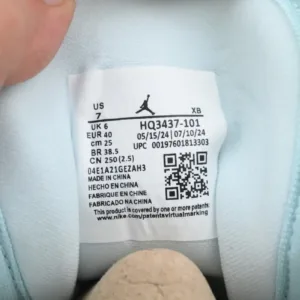 US
7 XB
UK 6 HQ3437-101
EUR 40 05/15/24 07/10/24
cm 25 UPC 00197601813303
BR 38.5
CN 250 (2.5)
04E1A21GEZAH3
MADE IN CHINA
HECHO EN CHINA
FABRIQUÉ EN CHINE
FABRICADO NA CHINA
This product is covered by one or more patents
www.nike.com/patentsvirtualmarking